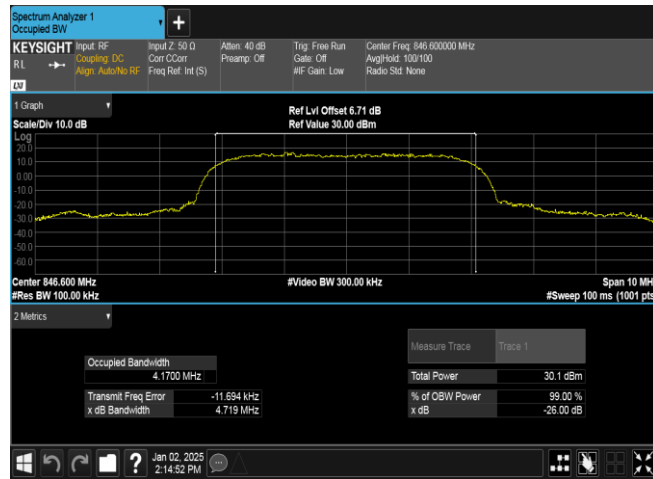 Spectrum Analyzer 1
Occupied BW
KEYSIGHT Input: RF Input Z: 50 Ω Atten: 40 dB Trig: Free Run Center Freq: 846.600000 MHz
RL Coupling: DC Corr CCorr Preamp: Off Gate: Off Avg|Hold: 100/100
Align: Auto/No RF Freq Ref: Int (S) #IF Gain: Low Radio Std: None
LXI
1 Graph
Ref Lvl Offset 6.71 dB
Scale/Div 10.0 dB Ref Value 30.00 dBm
Log
20.0
10.0
0.00
-10.0
-20.0
-30.0
-40.0
-50.0
-60.0
Center 846.600 MHz #Video BW 300.00 kHz Span 10 MH
#Res BW 100.00 kHz #Sweep 100 ms (1001 pts
2 Metrics
Measure Trace Trace 1
Occupied Bandwidth
4.1700 MHz Total Power 30.1 dBm
Transmit Freq Error -11.694 kHz % of OBW Power 99.00 %
x dB Bandwidth 4.719 MHz x dB -26.00 dB
Jan 02, 2025
2:14:52 PM